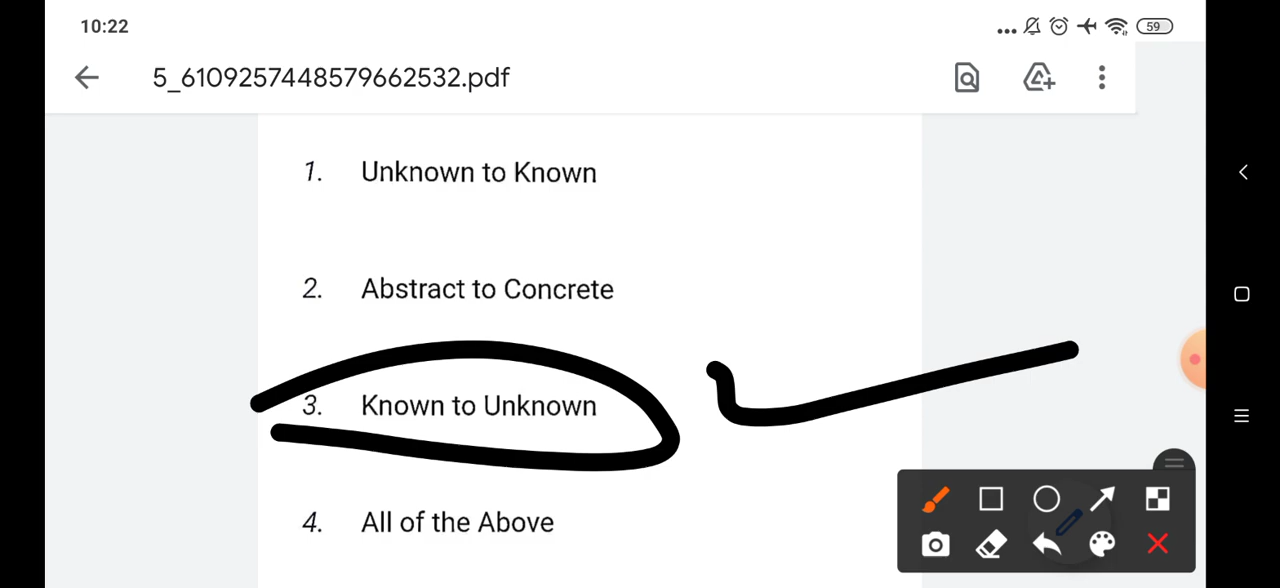 10:22
59
5_6109257448579662532.pdf
1. Unknown to Known
2. Abstract to Concrete
3. Known to Unknown
4. All of the Above